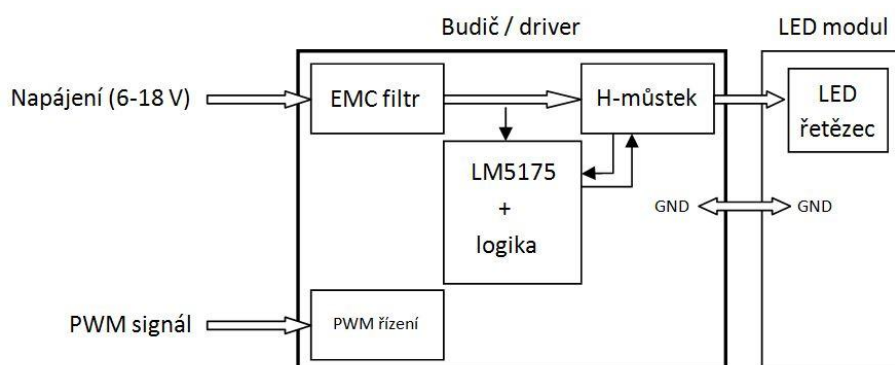 Budič / driver
LED modul
Napájení (6-18 V)
EMC filtr
H-můstek
LED
řetězec
LM5175
+
logika
GND
GND
PWM signál
PWM řízení